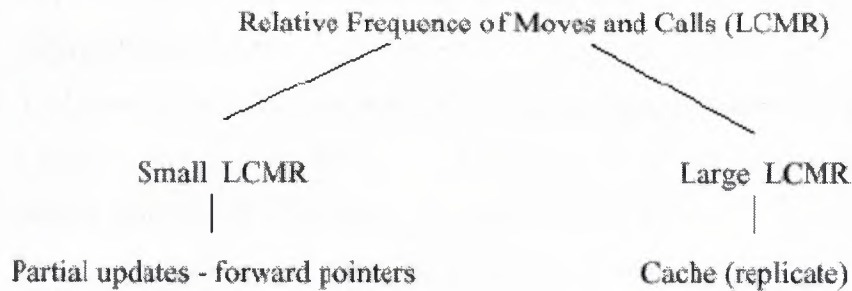 Relative Frequence of Moves and Calls (LCMR)
Small LCMR
Large LCMR
Partial updates - forward pointers
Cache (replicate)